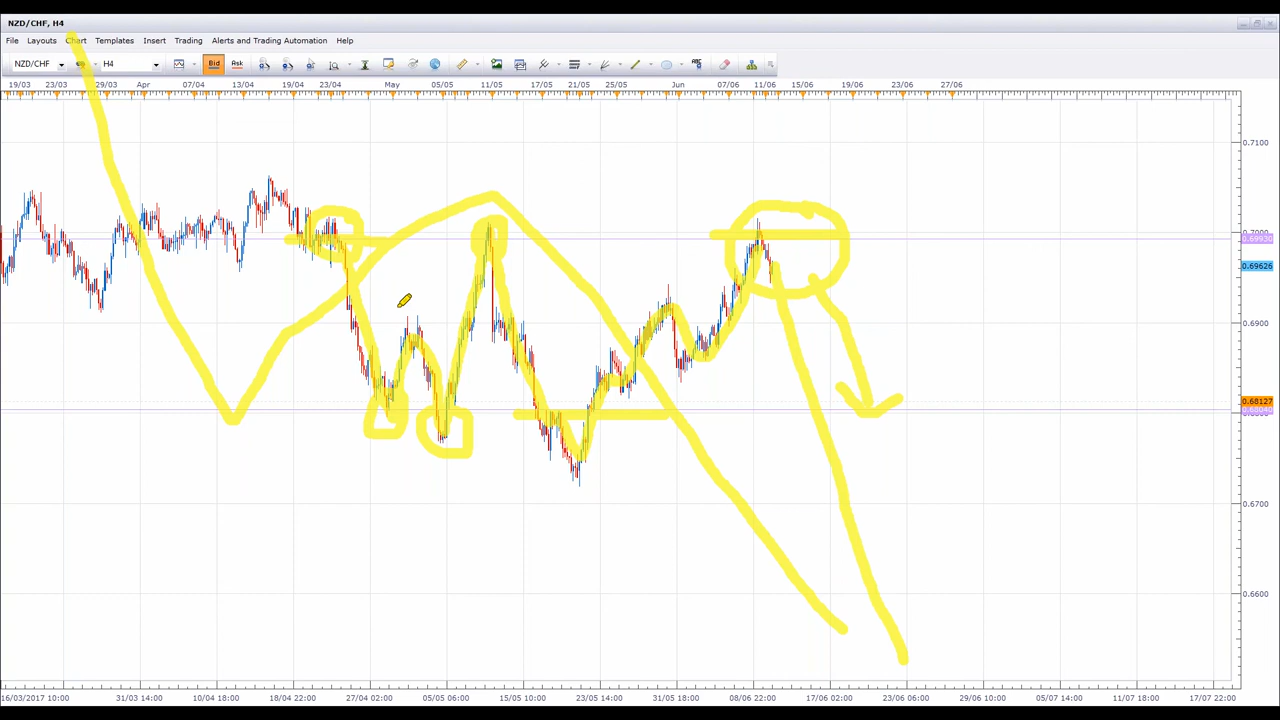 NZD/CHF, H4
File Layouts Chart Templates Insert Trading Alerts and Trading Automation Help
NZD/CHF H4 Bid Ask ABC
19/03 23/03 Apr 07/04 13/04 19/04 23/04 May 05/05 11/05 17/05 21/05 25/05 Jun 07/06 11/06 15/06 19/06 23/06 27/06
0.7100
0.7000
0.69930
0.69626
0.6900
0.68127
0.68040
0.6700
0.6600
16/03/2017 10:00 31/03 14:00 10/04 18:00 18/04 22:00 27/04 02:00 05/05 06:00 15/05 10:00 23/05 14:00 31/05 18:00 08/06 22:00 17/06 02:00 23/06 06:00 29/06 10:00 05/07 14:00 11/07 18:00 17/07 22:00